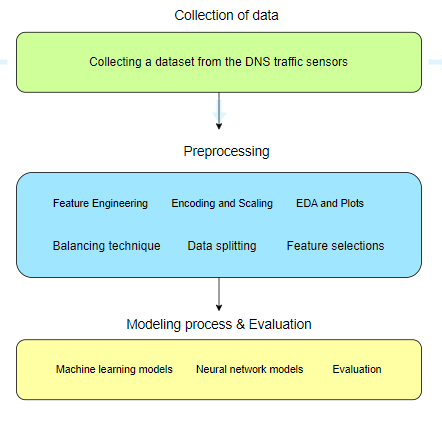 Collection of data
Collecting a dataset from the DNS traffic sensors
Preprocessing
Feature Engineering Encoding and Scaling EDA and Plots
Balancing technique Data splitting Feature selections
Modeling process & Evaluation
Machine learning models Neural network models Evaluation